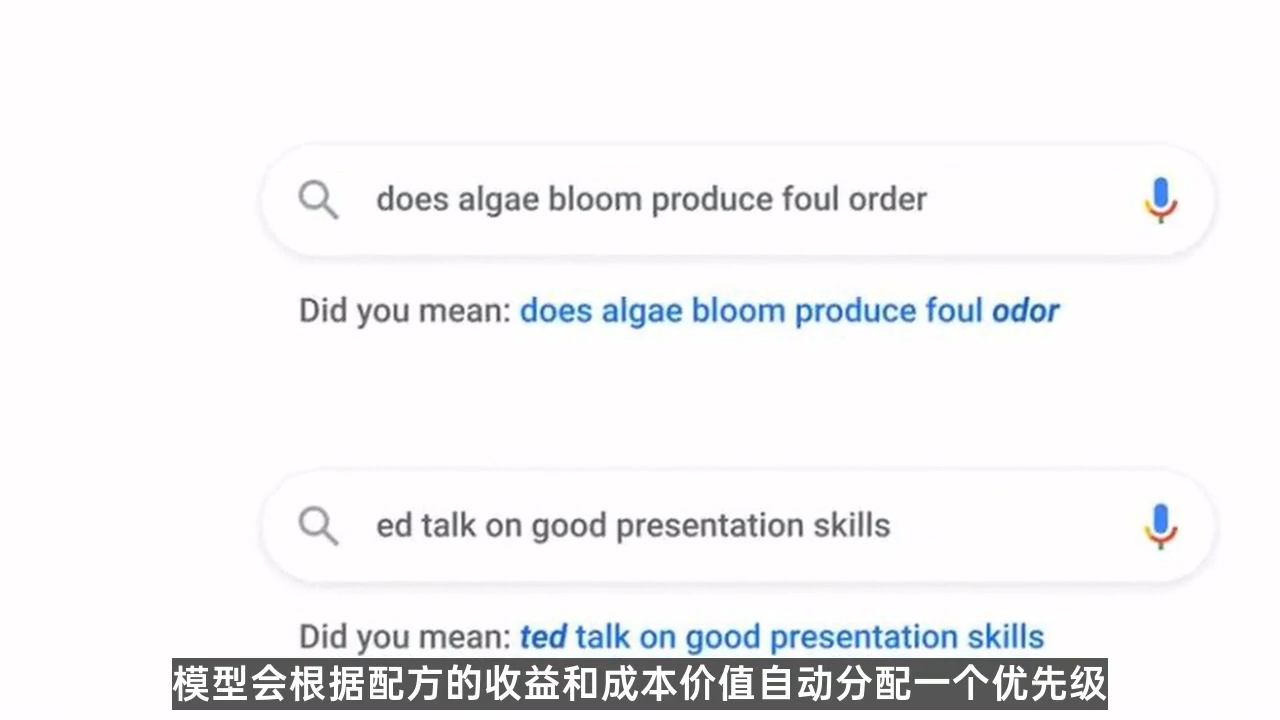 does algae bloom produce foul order
Did you mean: does algae bloom produce foul odor
ed talk on good presentation skills
Did you mean: ted talk on good presentation skills
模型会根据配方的收益和成本价值自动分配一个优先级